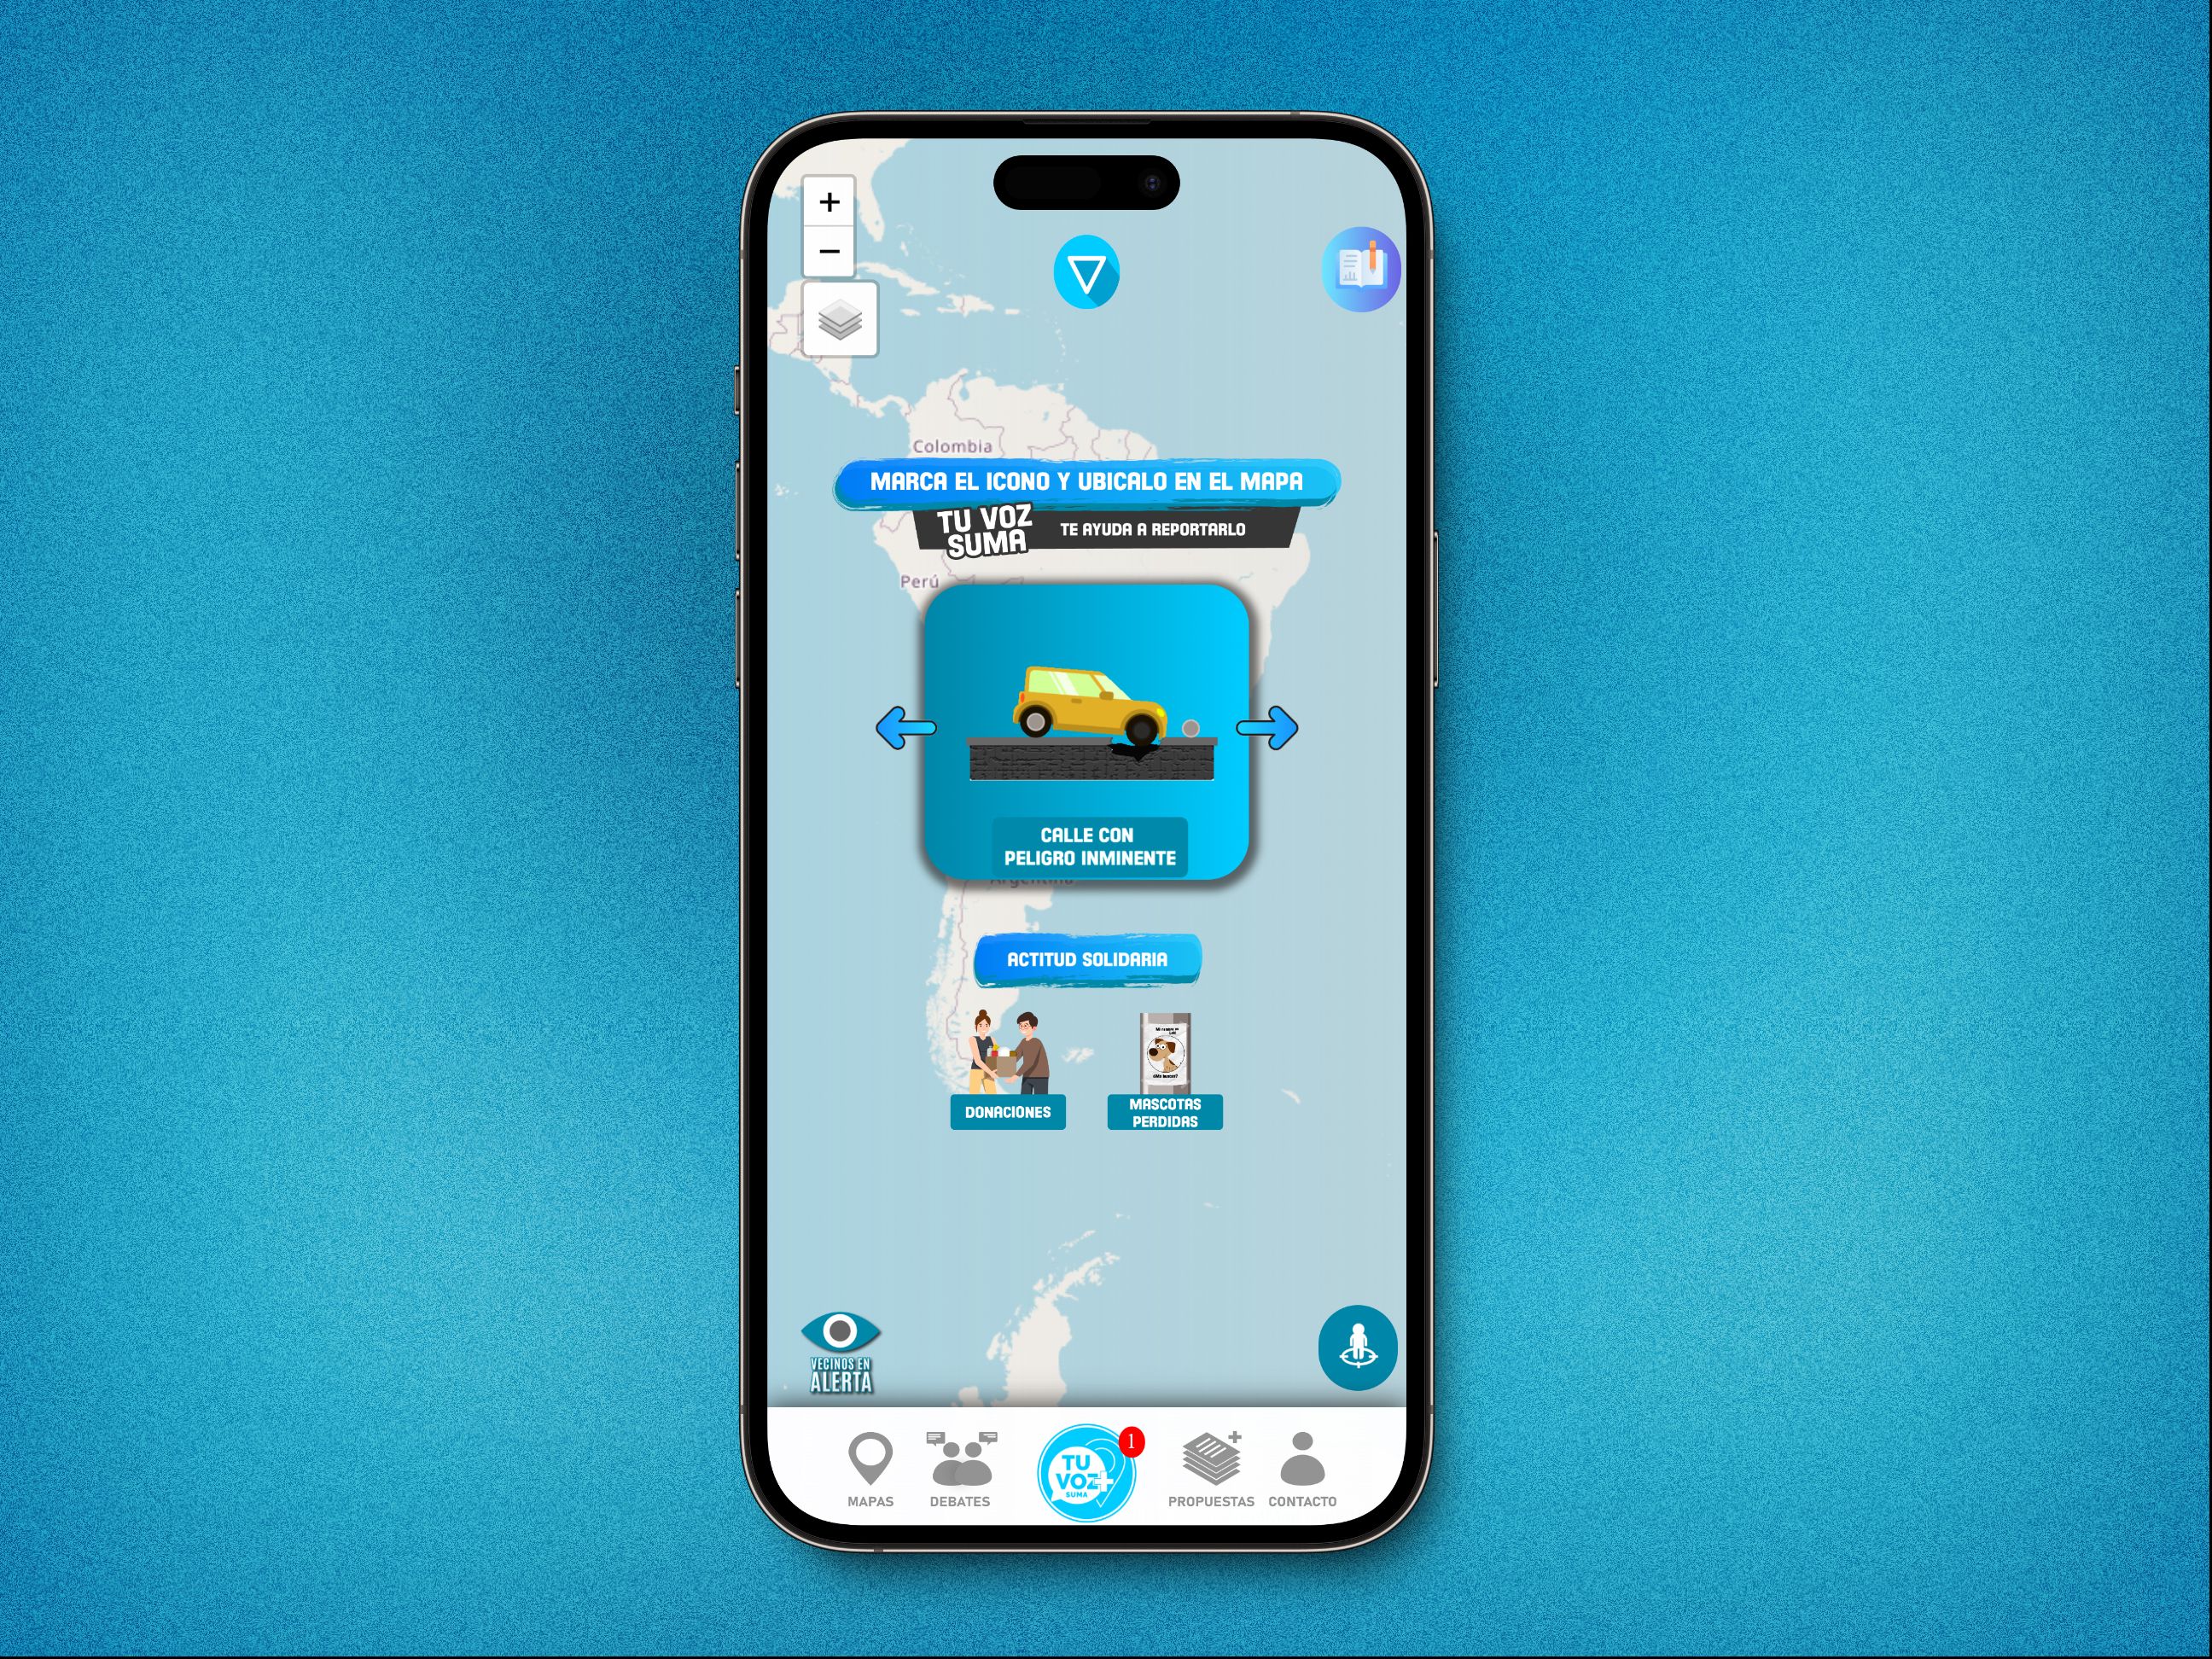 Colombia
MARCA EL ICONO Y UBICALO EN EL MAPA
TU VOZ
SUMA
TE AYUDA A REPORTARLO
Perú
CALLE CON
PELIGRO INMINENTE
Argentina
ACTITUD SOLIDARIA
DONACIONES
MASCOTAS
PERDIDAS
VECINOS EN
ALERTA
1
TU
VOZ+
SUMA
MAPAS
DEBATES
PROPUESTAS
CONTACTO